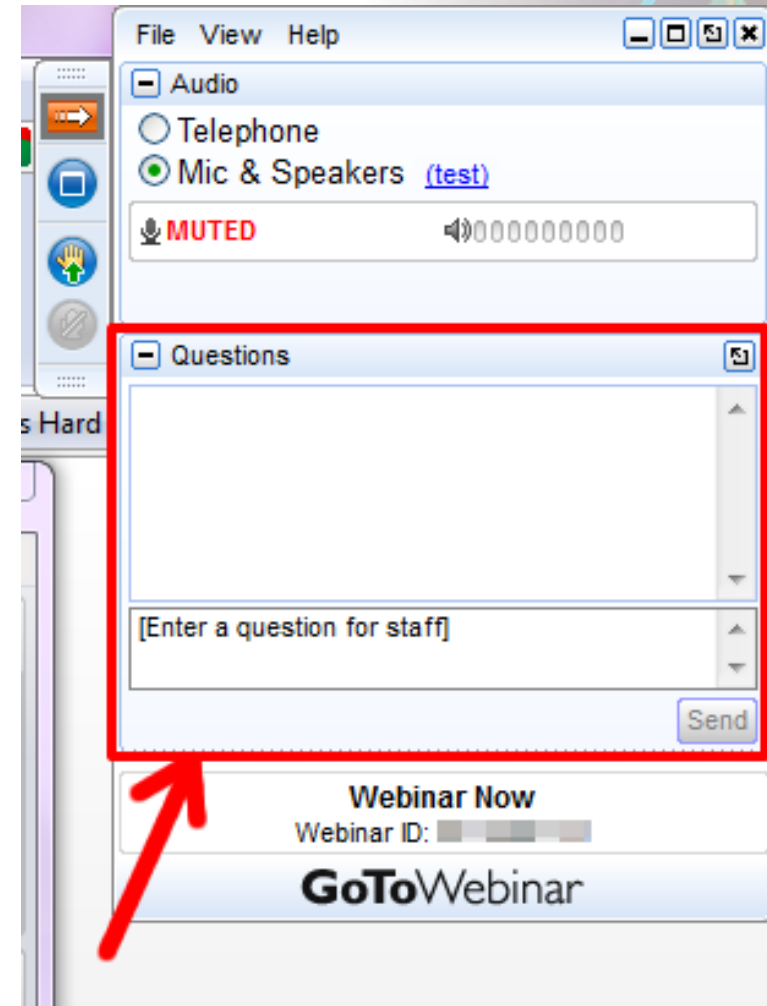 File View Help
Audio
Telephone
Mic & Speakers (test)
MUTED
Questions
s Hard
[Enter a question for staff]
Send
Webinar Now
Webinar ID:
GoToWebinar